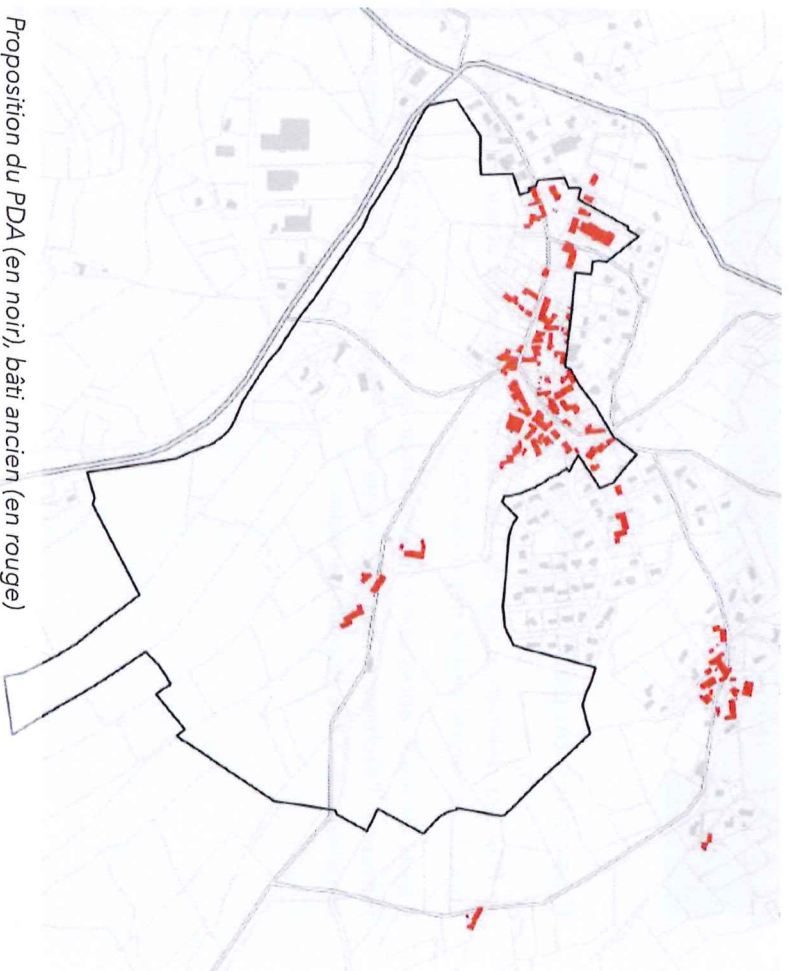 Proposition du PDA (en noir), bâti ancien (en rouge)